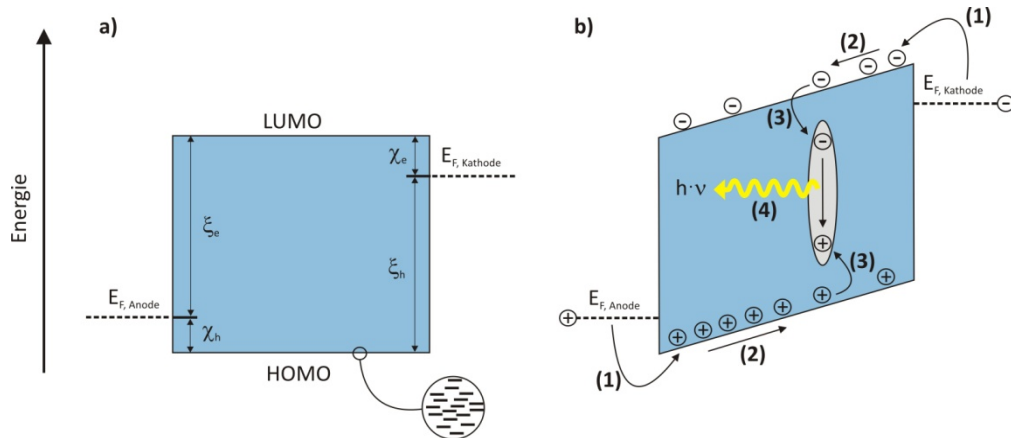 Energie
a)
LUMO
χe
EF, Kathode
ξe
ξh
EF, Anode
χh
HOMO
b)
(1)
(2)
EF, Kathode
(3)
h·ν
(4)
(3)
EF, Anode
(2)
(1)